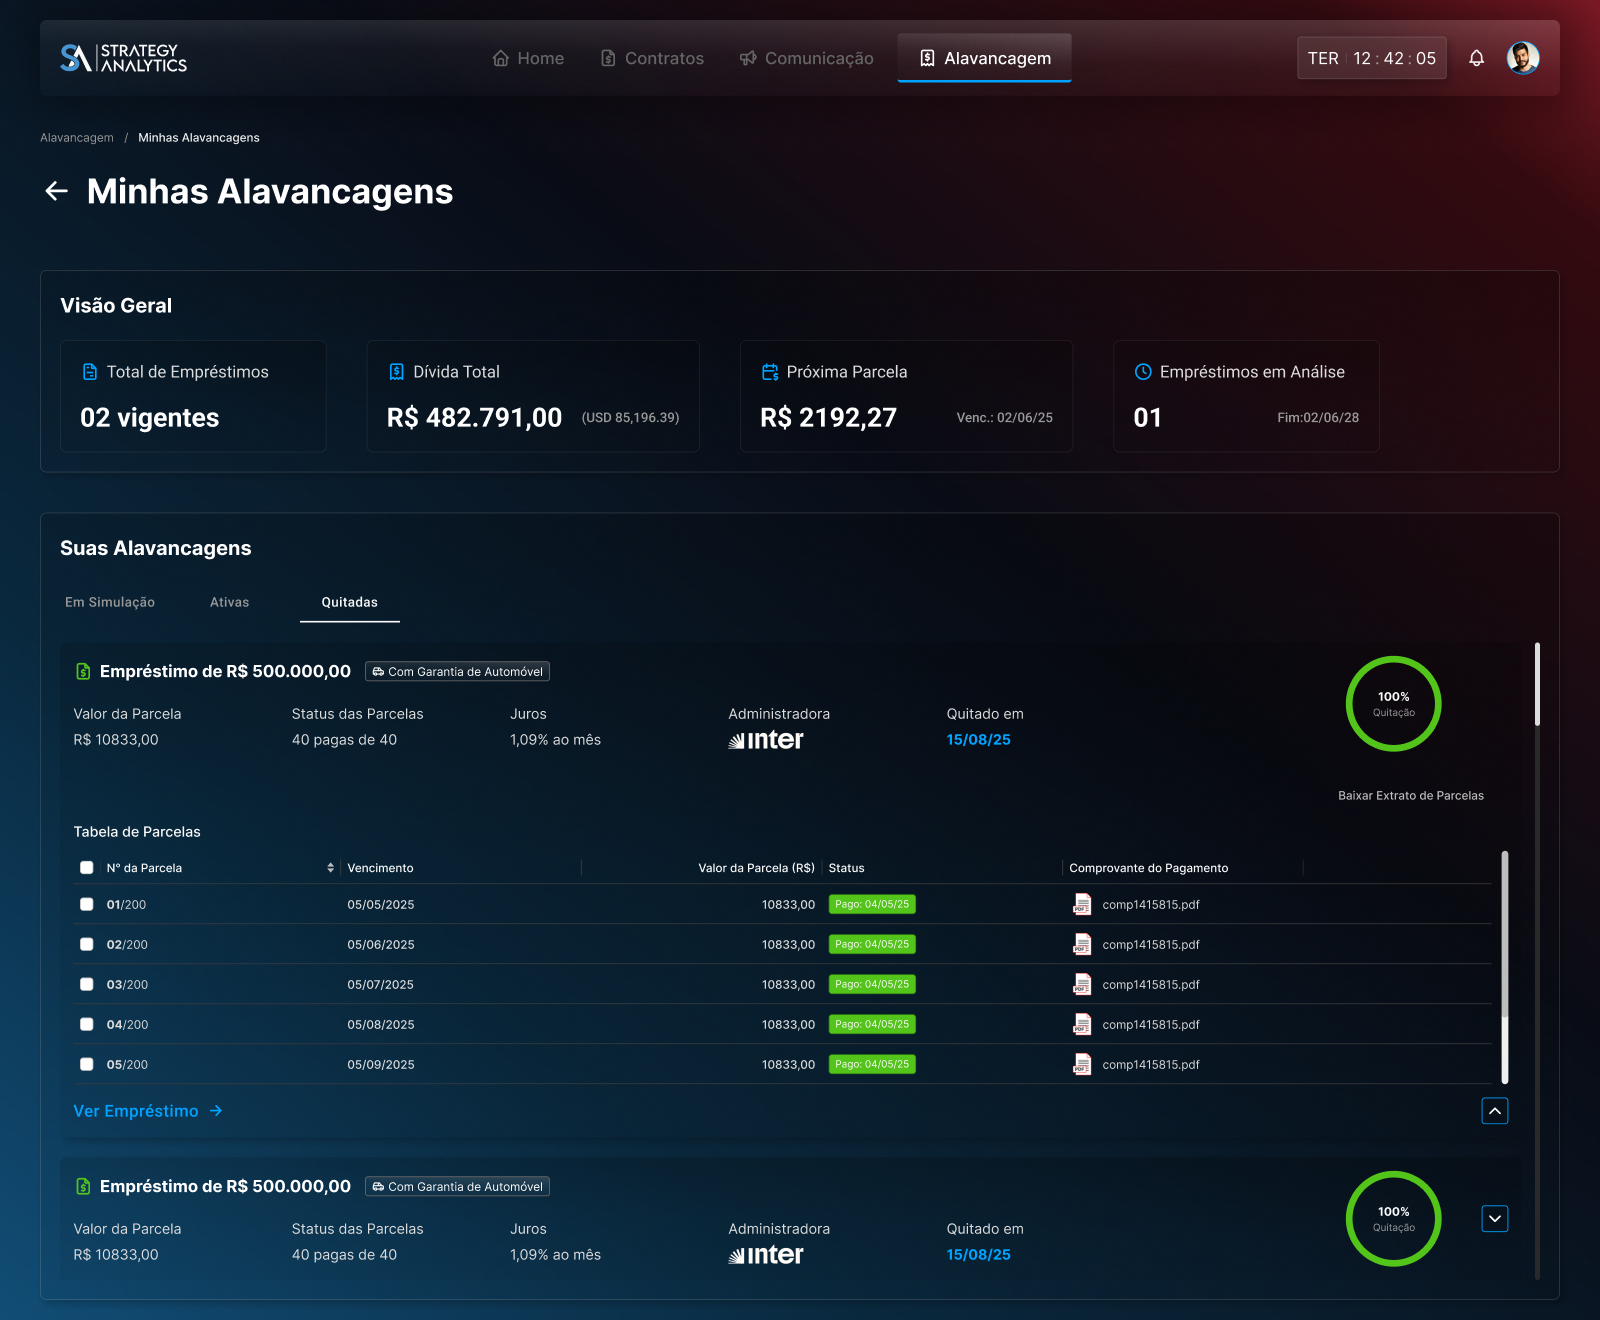 SA STRATEGY ANALYTICS
Home
Contratos
Comunicação
Alavancagem
TER 12 : 42 : 05
Alavancagem / Minhas Alavancagens
Minhas Alavancagens
Visão Geral
Total de Empréstimos
02 vigentes
Dívida Total
R$ 482.791,00 (USD 85,196.39)
Próxima Parcela
R$ 2192,27 Venc.: 02/06/25
Empréstimos em Análise
01 Fim:02/06/28
Suas Alavancagens
Em Simulação Ativas Quitadas
Empréstimo de R$ 500.000,00 Com Garantia de Automóvel
Valor da Parcela Status das Parcelas Juros Administradora Quitado em
R$ 10833,00 40 pagas de 40 1,09% ao mês inter 15/08/25
100%
Quitação
Baixar Extrato de Parcelas
Tabela de Parcelas
N° da Parcela Vencimento Valor da Parcela (R$) Status Comprovante do Pagamento
01/200 05/05/2025 10833,00 Pago: 04/05/25 PDF comp1415815.pdf
02/200 05/06/2025 10833,00 Pago: 04/05/25 PDF comp1415815.pdf
03/200 05/07/2025 10833,00 Pago: 04/05/25 PDF comp1415815.pdf
04/200 05/08/2025 10833,00 Pago: 04/05/25 PDF comp1415815.pdf
05/200 05/09/2025 10833,00 Pago: 04/05/25 PDF comp1415815.pdf
Ver Empréstimo
Empréstimo de R$ 500.000,00 Com Garantia de Automóvel
Valor da Parcela Status das Parcelas Juros Administradora Quitado em
R$ 10833,00 40 pagas de 40 1,09% ao mês inter 15/08/25
100%
Quitação